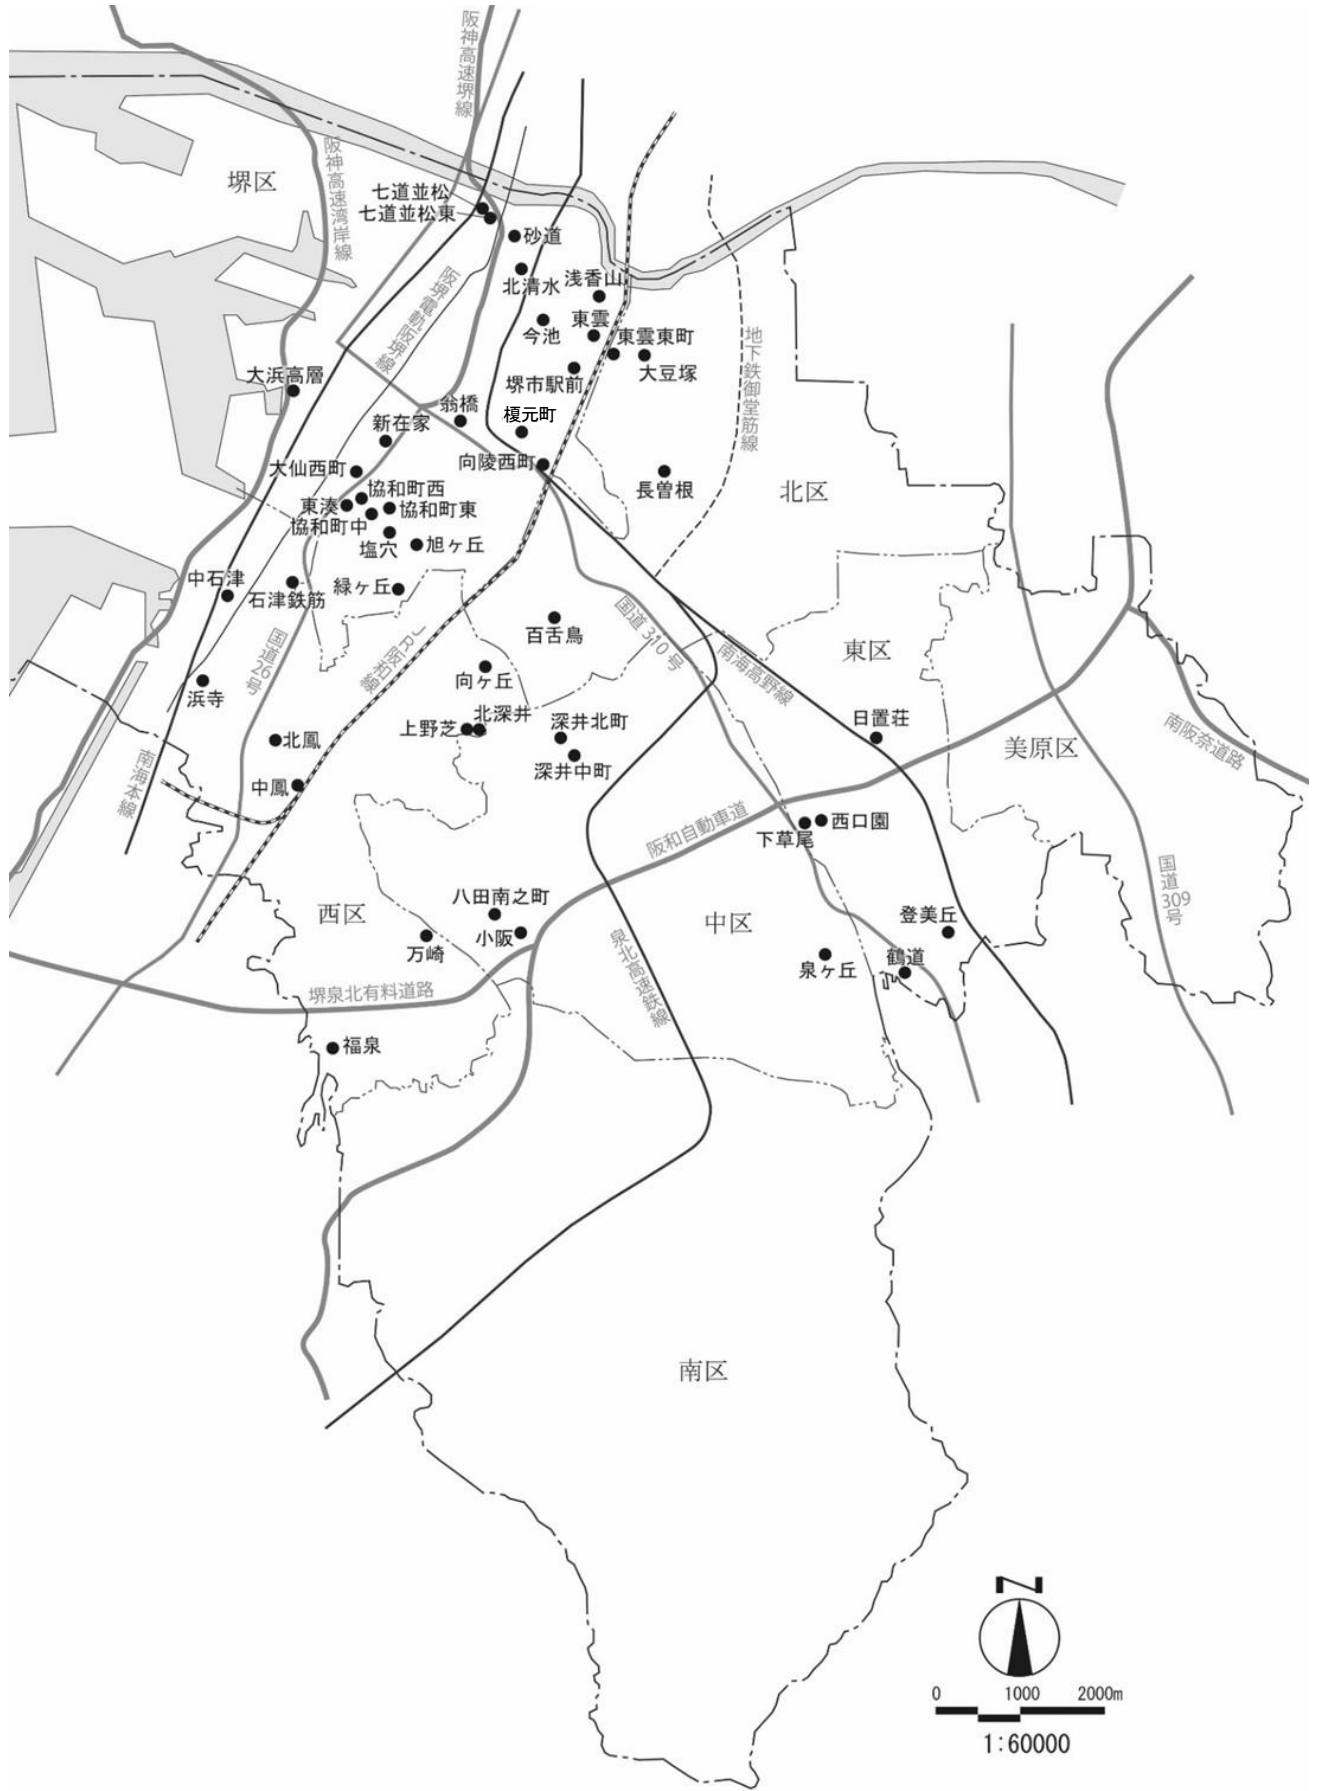 阪神高速堺線
阪神高速湾岸線
堺区
七道並松
七道並松東
砂道
北清水
浅香山
阪堺電軌阪堺線
今池
東雲
東雲東町
大豆塚
地下鉄御堂筋線
堺市駅前
大浜高層
翁橋
榎元町
新在家
大仙西町
向陵西町
長曽根
北区
協和町西
東湊
協和町東
協和町中
塩穴
旭ヶ丘
中石津
石津鉄筋
緑ヶ丘
国道310号
百舌鳥
国道26号
JR阪和線
東区
南海高野線
向ヶ丘
浜寺
上野芝
北深井
深井北町
日置荘
美原区
南阪奈道路
北鳳
深井中町
南海本線
中鳳
阪和自動車道
下草尾
西口園
国道309号
八田南之町
西区
中区
登美丘
万崎
小阪
泉北高速鉄線
泉ヶ丘
鶴道
堺泉北有料道路
福泉
南区
N
0 1000 2000m
1:60000